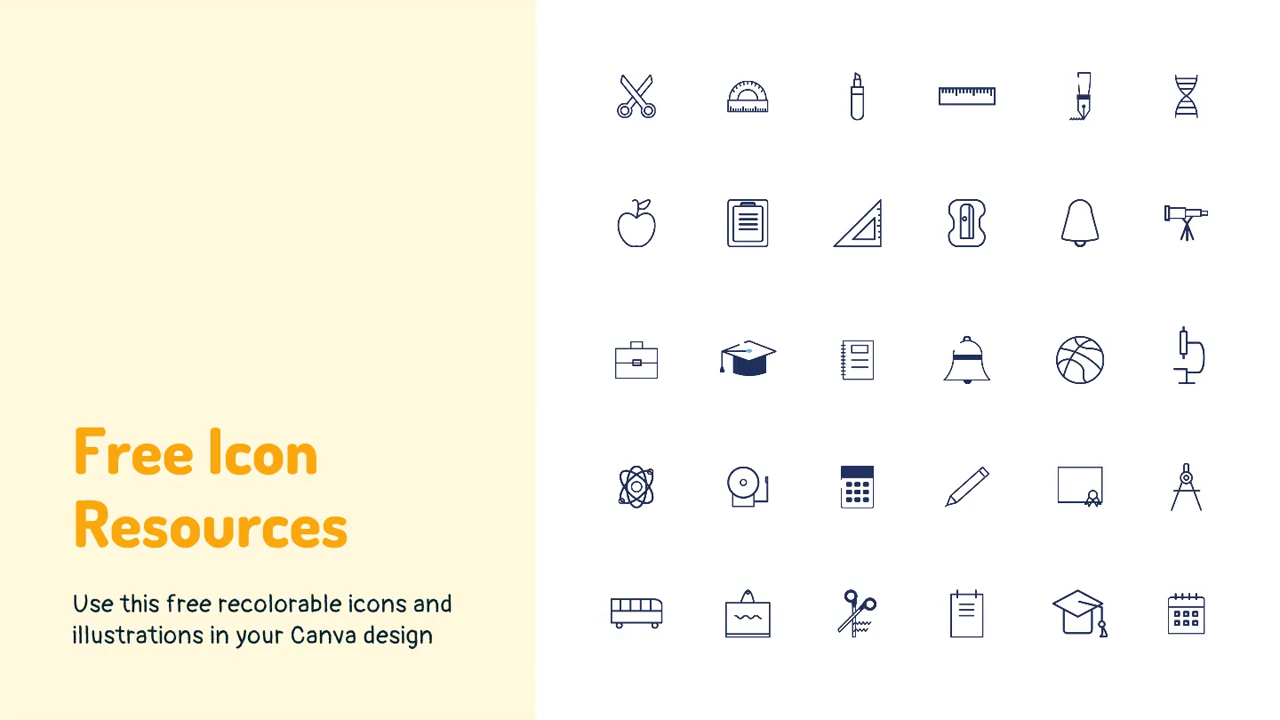 Free Icon
Resources
Use this free recolorable icons and
illustrations in your Canva design